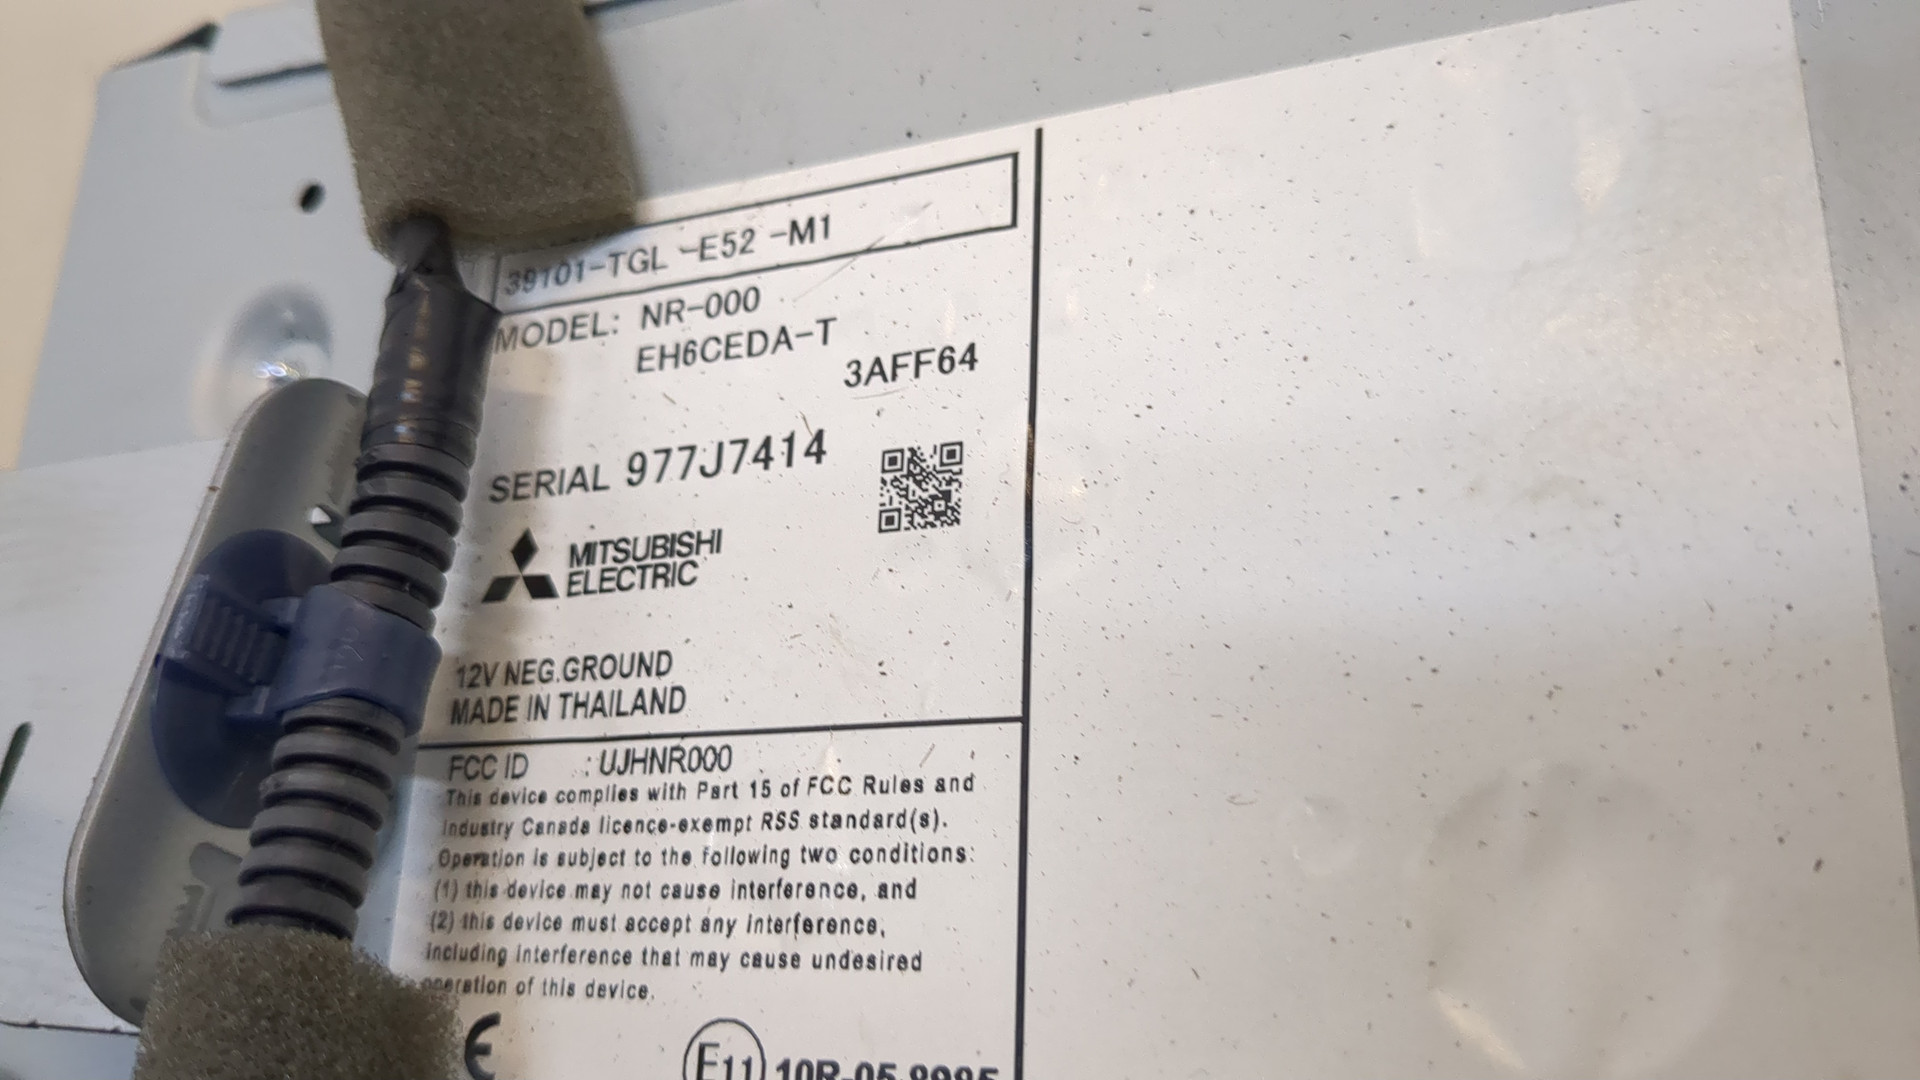 39101-TGL -E52 -M1
MODEL: NR-000
EH6CEDA-T
3AFF64
SERIAL 977J7414
MITSUBISHI
ELECTRIC
12V NEG.GROUND
MADE IN THAILAND
FCC ID : UJHNR000
This device complies with Part 15 of FCC Rules and
Industry Canada licence-exempt RSS standard(s).
Operation is subject to the following two conditions:
(1) this device may not cause interference, and
(2) this device must accept any interference,
including interference that may cause undesired
operation of this device.
CE
E11 10R-05